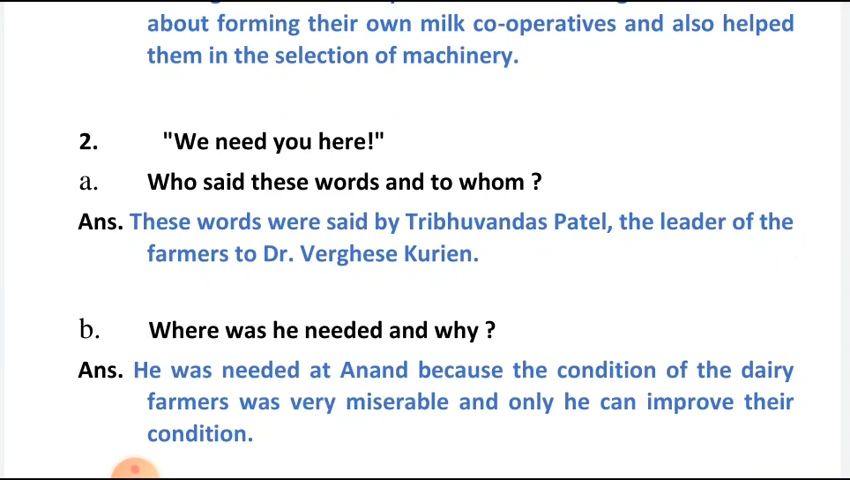 about forming their own milk co-operatives and also helped
them in the selection of machinery.
2. "We need you here!"
a. Who said these words and to whom ?
Ans. These words were said by Tribhuvandas Patel, the leader of the
farmers to Dr. Verghese Kurien.
b. Where was he needed and why ?
Ans. He was needed at Anand because the condition of the dairy
farmers was very miserable and only he can improve their
condition.